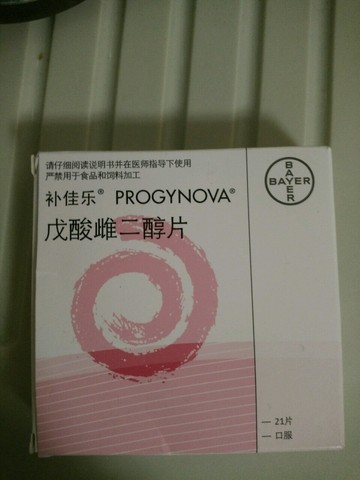 请仔细阅读说明书并在医师指导下使用
严禁用于食品和饲料加工
补佳乐® PROGYNOVA®
戊酸雌二醇片
BAYER
BAYER
— 21片
— 口服